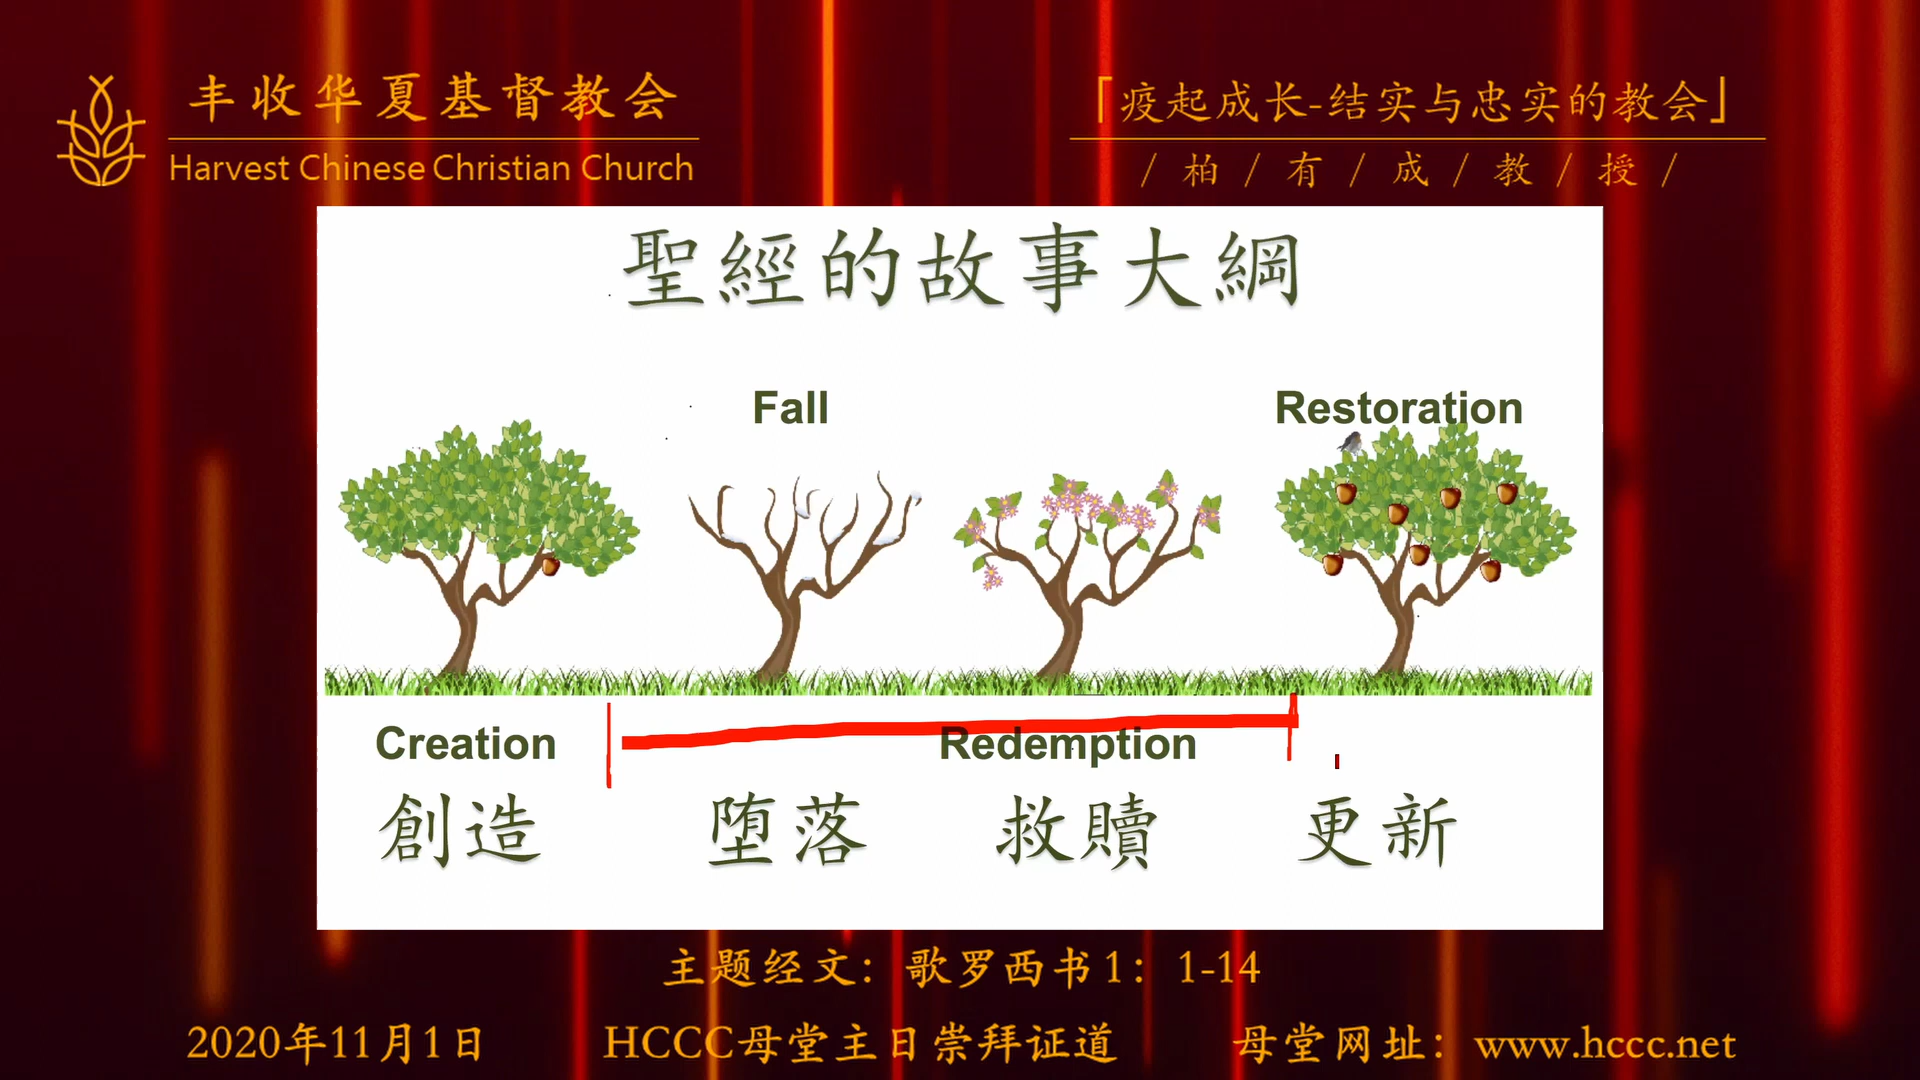 丰收华夏基督教会
Harvest Chinese Christian Church
「疫起成长-结实与忠实的教会」
/ 柏 / 有 / 成 / 教 / 授 /
聖經的故事大綱
Fall
Restoration
Creation
Redemption
創造
堕落
救贖
更新
主题经文：歌罗西书1：1-14
2020年11月1日
HCCC母堂主日崇拜证道
母堂网址：www.hccc.net